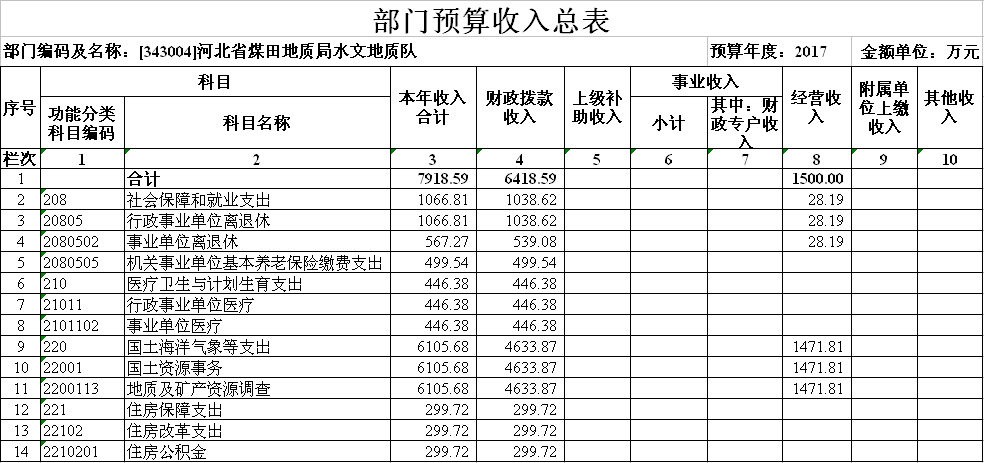 部门预算收入总表
部门编码及名称：[343004]河北省煤田地质局水文地质队 预算年度：2017 金额单位：万元
序号 科目 本年收入合计 财政拨款收入 上级补助收入 事业收入 经营收入 附属单位上缴收入 其他收入
功能分类科目编码 科目名称 小计 其中：财政专户收入
栏次 1 2 3 4 5 6 7 8 9 10
1 合计 7918.59 6418.59 1500.00
2 208 社会保障和就业支出 1066.81 1038.62 28.19
3 20805 行政事业单位离退休 1066.81 1038.62 28.19
4 2080502 事业单位离退休 567.27 539.08 28.19
5 2080505 机关事业单位基本养老保险缴费支出 499.54 499.54
6 210 医疗卫生与计划生育支出 446.38 446.38
7 21011 行政事业单位医疗 446.38 446.38
8 2101102 事业单位医疗 446.38 446.38
9 220 国土海洋气象等支出 6105.68 4633.87 1471.81
10 22001 国土资源事务 6105.68 4633.87 1471.81
11 2200113 地质及矿产资源调查 6105.68 4633.87 1471.81
12 221 住房保障支出 299.72 299.72
13 22102 住房改革支出 299.72 299.72
14 2210201 住房公积金 299.72 299.72